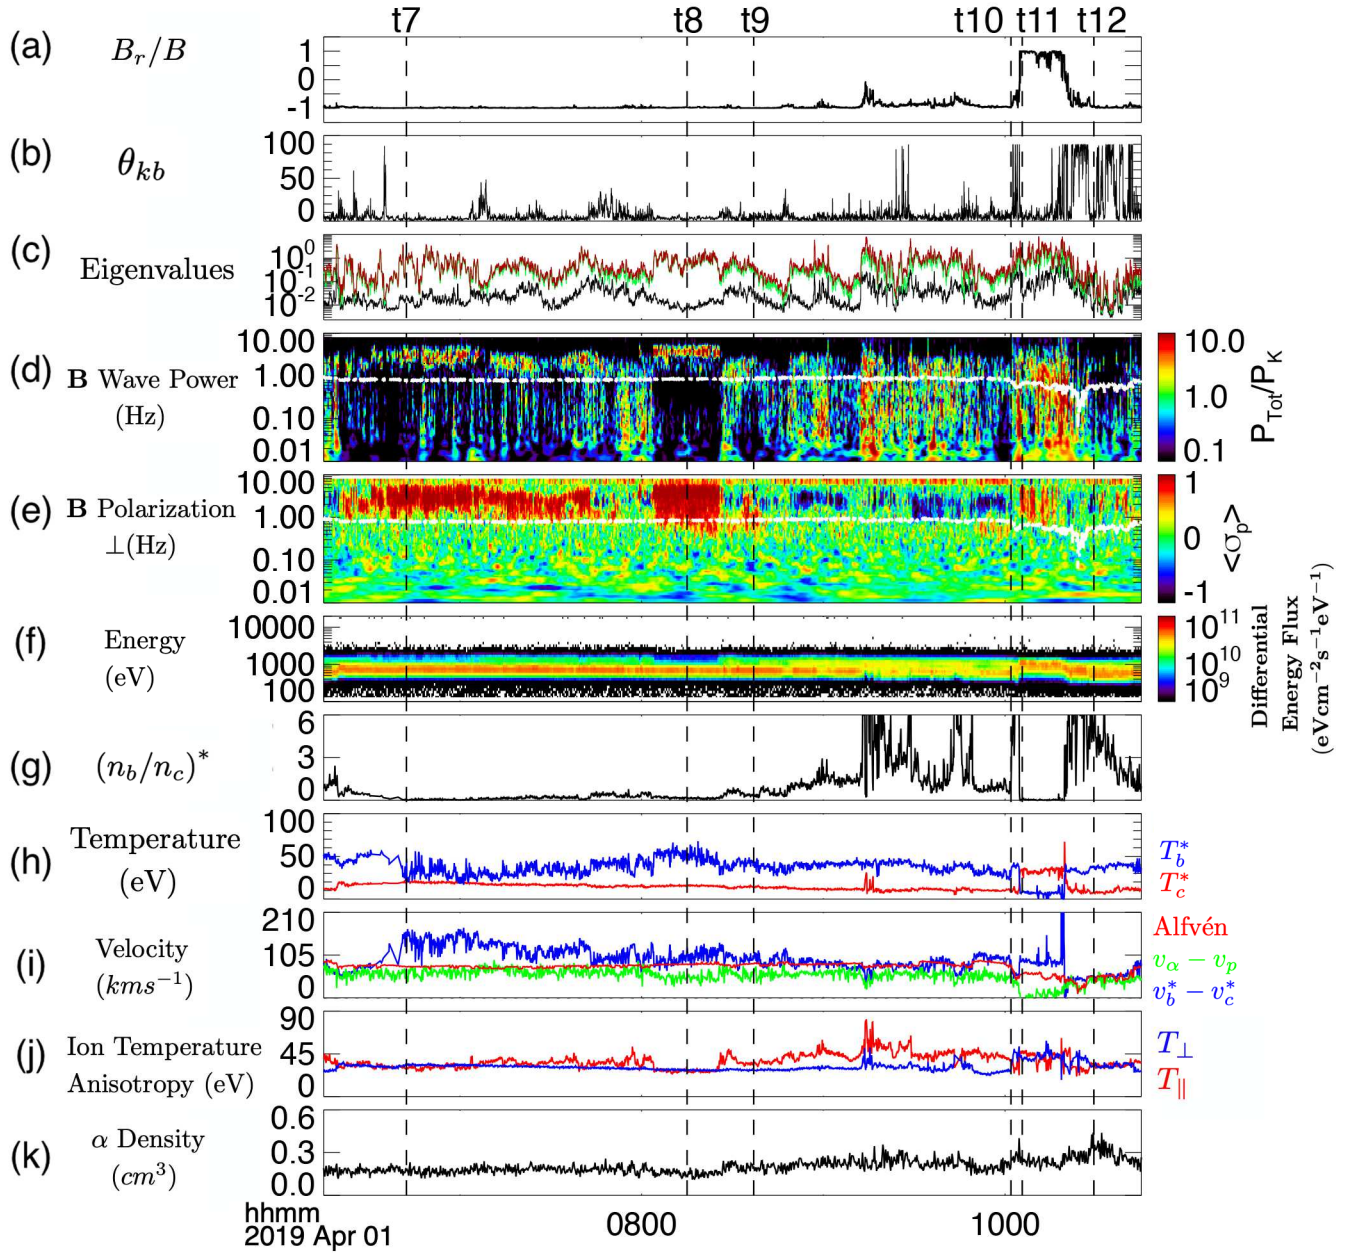 t7 t8 t9 t10 t11 t12
(a) B_r/B 1 0 -1
(b) θ_kb 100 50 0
(c) Eigenvalues 10^0 10^-1 10^-2
(d) B Wave Power (Hz) 10.00 1.00 0.10 0.01
10.0 1.0 0.1 P_Tot/P_K
(e) B Polarization ⊥(Hz) 10.00 1.00 0.10 0.01
1 0 -1 <σ_p>
(f) Energy (eV) 10000 1000 100
10^11 10^10 10^9
Differential
Energy Flux
(eVcm^−2s^−1eV^−1)
(g) (n_b/n_c)^* 6 3 0
(h) Temperature (eV) 100 50 0
T_b^*
T_c^*
(i) Velocity (kms^−1) 210 105 0
Alfvén
v_α − v_p
v_b^* − v_c^*
(j) Ion Temperature Anisotropy (eV) 90 45 0
T_⊥
T_∥
(k) α Density (cm^3) 0.6 0.3 0.0
hhmm
2019 Apr 01
0800 1000